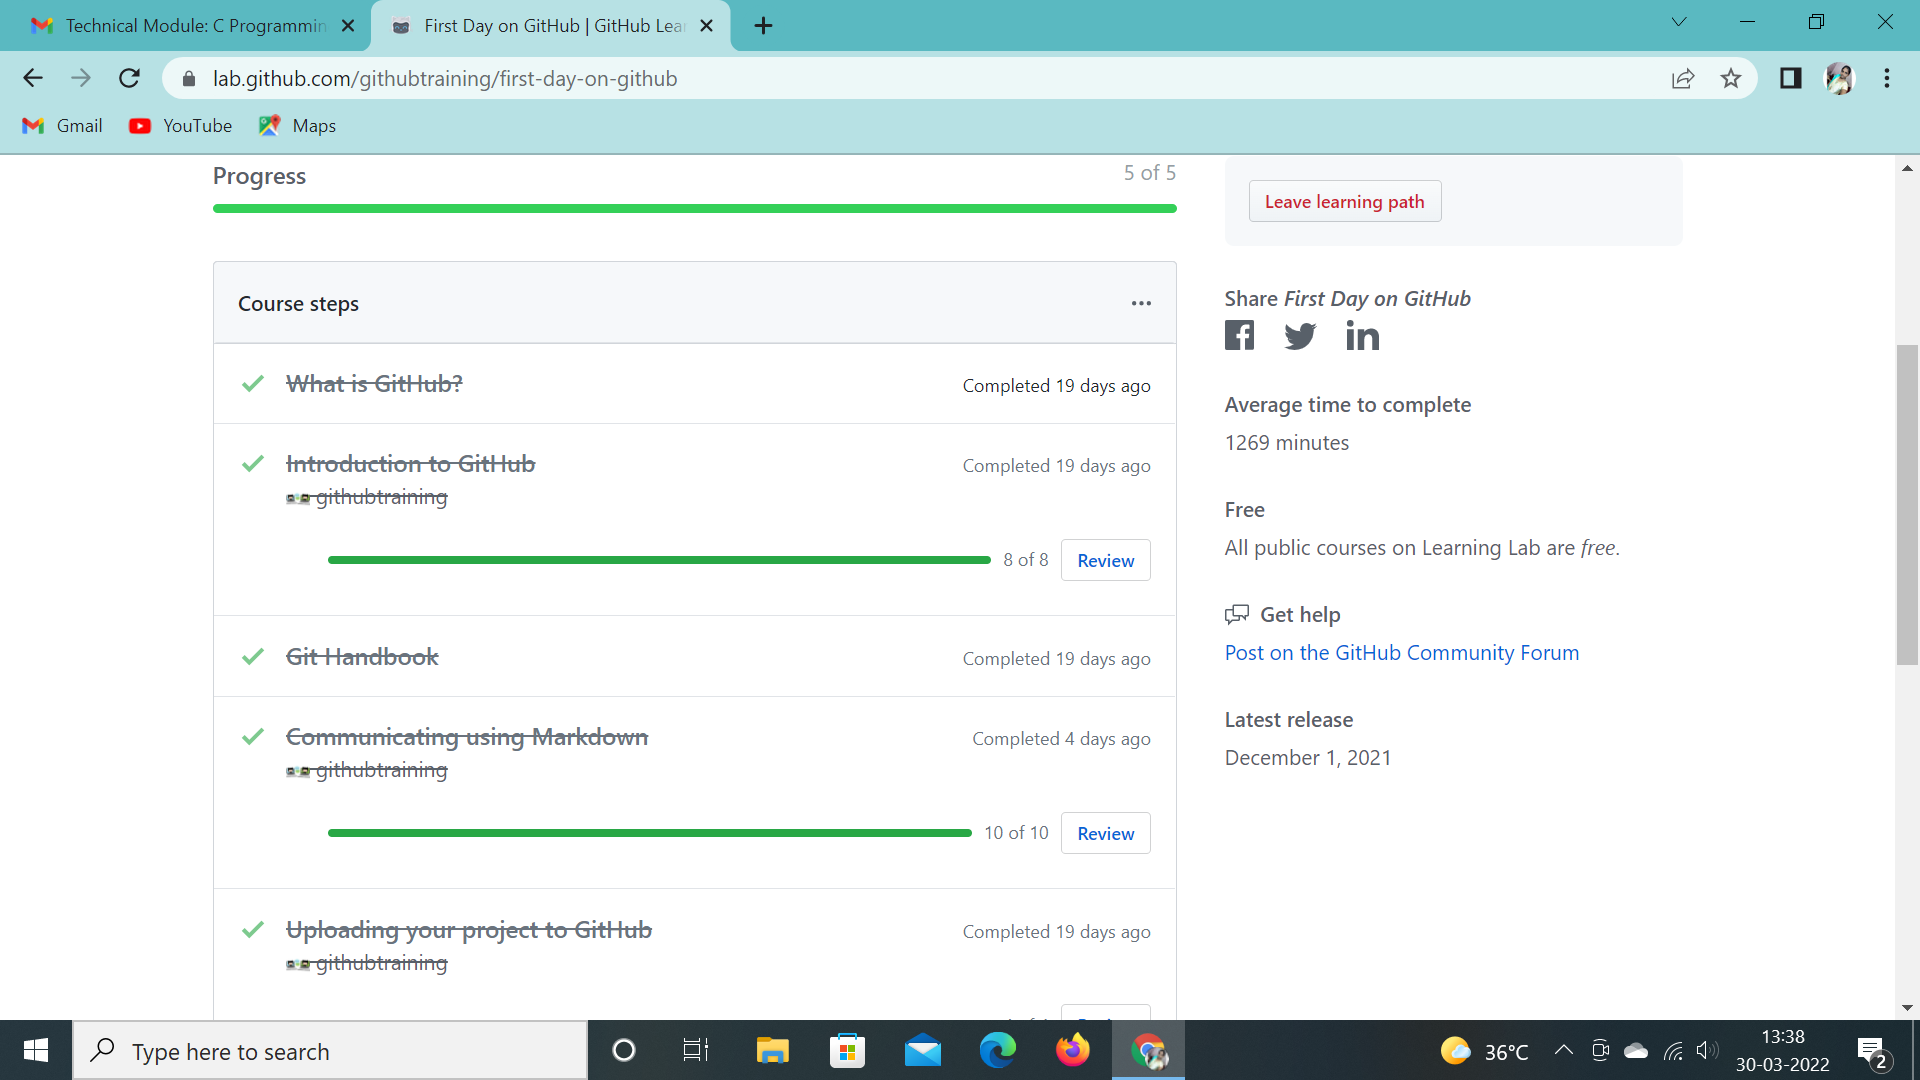 Technical Module: C Programmin
First Day on GitHub | GitHub Lear
lab.github.com/githubtraining/first-day-on-github
Gmail
YouTube
Maps
Progress
5 of 5
Course steps
What is GitHub?
Completed 19 days ago
Introduction to GitHub
Completed 19 days ago
githubtraining
8 of 8
Review
Git Handbook
Completed 19 days ago
Communicating using Markdown
Completed 4 days ago
githubtraining
10 of 10
Review
Uploading your project to GitHub
Completed 19 days ago
githubtraining
Leave learning path
Share First Day on GitHub
Average time to complete
1269 minutes
Free
All public courses on Learning Lab are free.
Get help
Post on the GitHub Community Forum
Latest release
December 1, 2021
Type here to search
36°C
13:38
30-03-2022
2